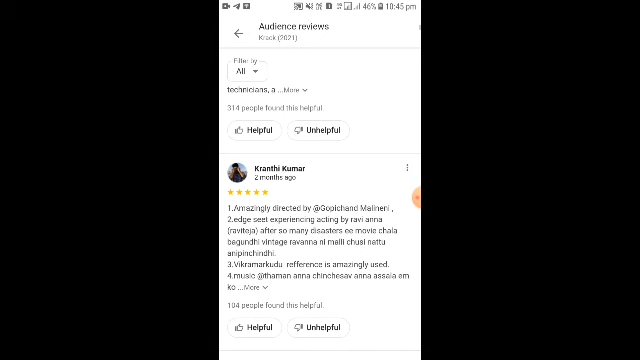 46% 10:45 pm
Audience reviews
Krack (2021)
Filter by
All
technicians, a ...More
314 people found this helpful.
Helpful Unhelpful
Kranthi Kumar
2 months ago
1.Amazingly directed by @Gopichand Malineni ,
2.edge seet experiencing acting by ravi anna
(raviteja) after so many disasters ee movie chala
bagundhi vintage ravanna ni malli chusi nattu
anipinchindhi.
3.Vikramarkudu refference is amazingly used.
4.music @thaman anna chinchesav anna assala em
ko ...More
104 people found this helpful.
Helpful Unhelpful